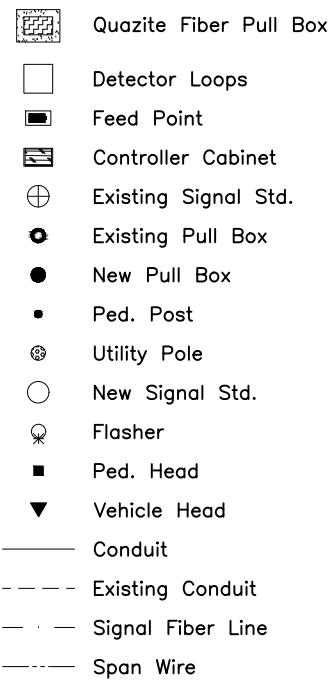 Quazite Fiber Pull Box
Detector Loops
Feed Point
Controller Cabinet
Existing Signal Std.
Existing Pull Box
New Pull Box
Ped. Post
Utility Pole
New Signal Std.
Flasher
Ped. Head
Vehicle Head
Conduit
Existing Conduit
Signal Fiber Line
Span Wire